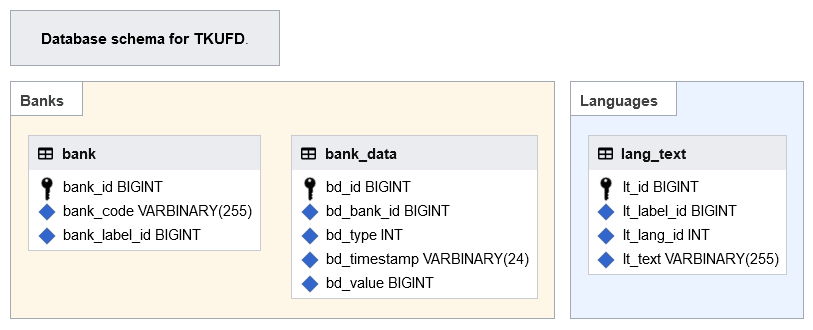 Database schema for TKUFD.
Banks
bank
bank_id BIGINT
bank_code VARBINARY(255)
bank_label_id BIGINT
bank_data
bd_id BIGINT
bd_bank_id BIGINT
bd_type INT
bd_timestamp VARBINARY(24)
bd_value BIGINT
Languages
lang_text
lt_id BIGINT
lt_label_id BIGINT
lt_lang_id INT
lt_text VARBINARY(255)